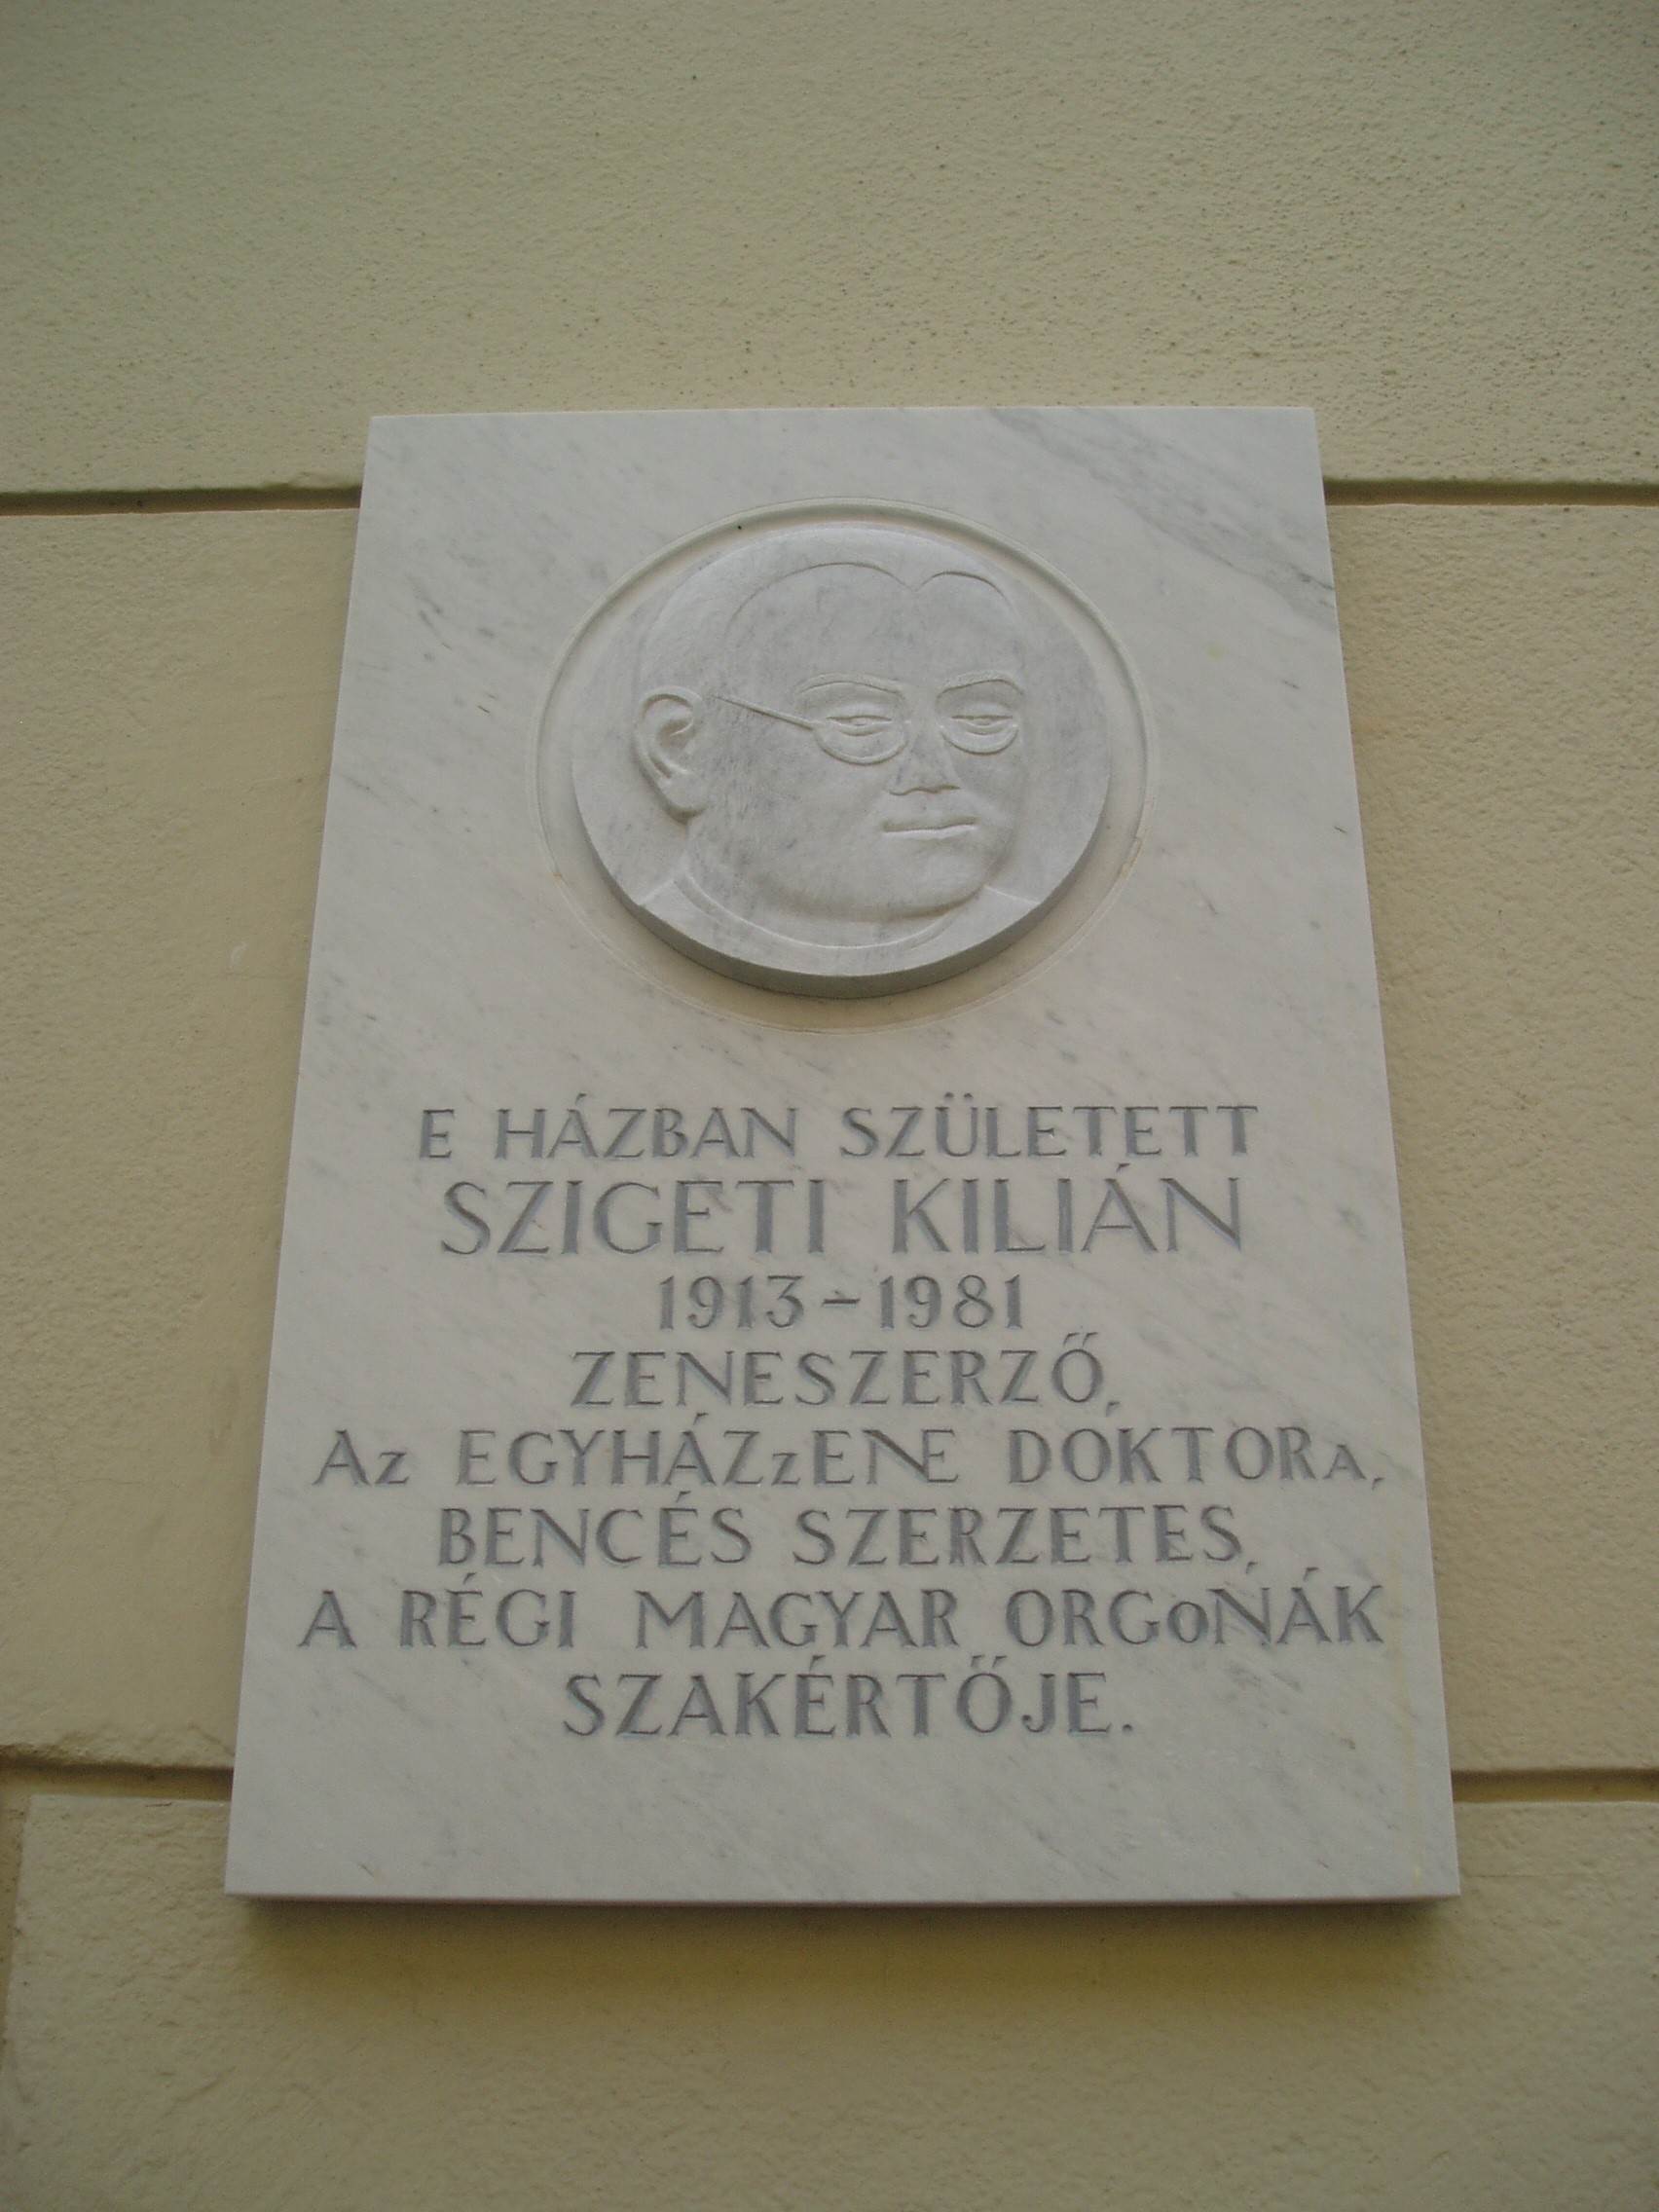 E HÁZBAN SZÜLETETT
SZIGETI KILIÁN
1913-1981
ZENESZERZŐ,
Az EGYHÁZzENE DOKTORA,
BENCÉS SZERZETES,
A RÉGI MAGYAR ORGoNÁK
SZAKÉRTŐJE.